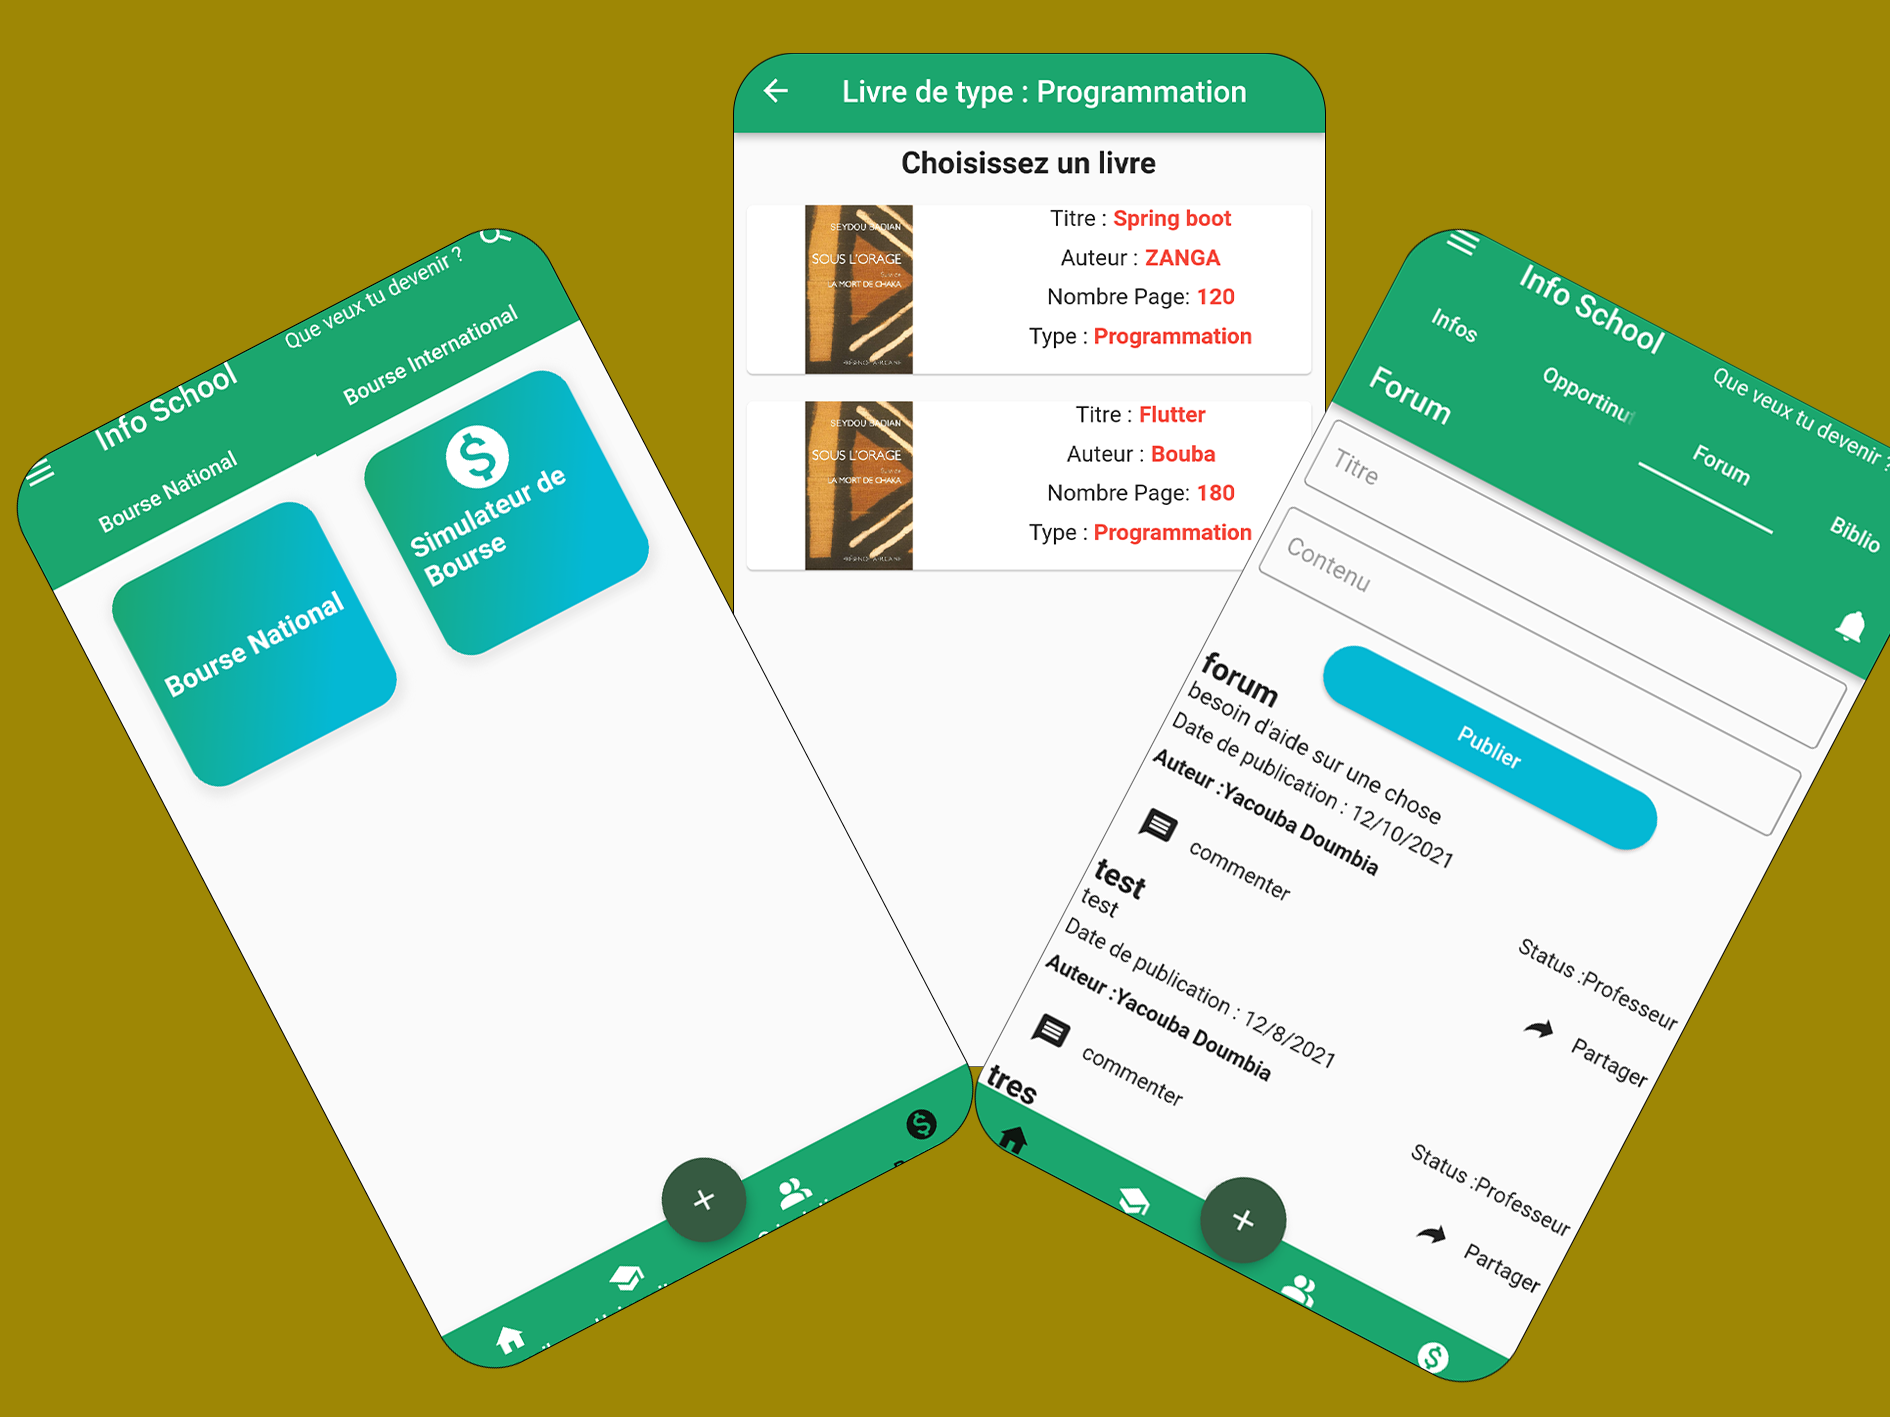 Info School
Que veux tu devenir ?
Bourse National
Bourse International
Bourse National
Simulateur de
Bourse
Livre de type : Programmation
Choisissez un livre
SEYDOU BADIAN
SOUS L'ORAGE
LA MORT DE CHAKA
Titre : Spring boot
Auteur : ZANGA
Nombre Page: 120
Type : Programmation
SEYDOU BADIAN
SOUS L'ORAGE
LA MORT DE CHAKA
Titre : Flutter
Auteur : Bouba
Nombre Page: 180
Type : Programmation
Info School
Que veux tu devenir ?
Infos
Opportinut
Forum
Biblio
Forum
Titre
Contenu
Publier
forum
besoin d'aide sur une chose
Date de publication : 12/10/2021
Auteur :Yacouba Doumbia
Status :Professeur
commenter
Partager
test
test
Date de publication : 12/8/2021
Auteur :Yacouba Doumbia
Status :Professeur
commenter
Partager
tres